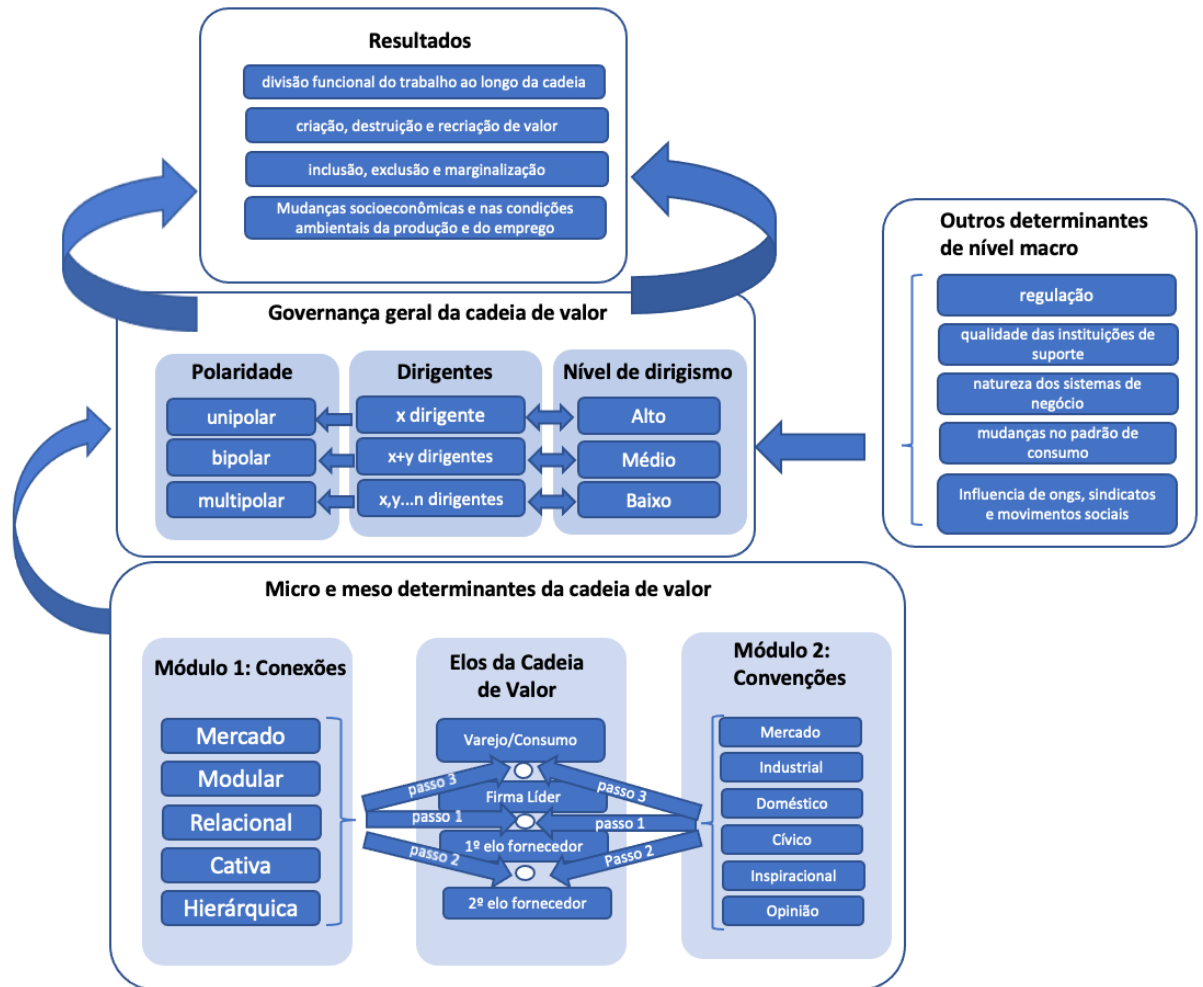 Resultados
divisão funcional do trabalho ao longo da cadeia
criação, destruição e recriação de valor
inclusão, exclusão e marginalização
Mudanças socioeconômicas e nas condições
ambientais da produção e do emprego
Outros determinantes
de nível macro
regulação
qualidade das instituições de
suporte
natureza dos sistemas de
negócio
mudanças no padrão de
consumo
Influencia de ongs, sindicatos
e movimentos sociais
Governança geral da cadeia de valor
Polaridade
unipolar
bipolar
multipolar
Dirigentes
x dirigente
x+y dirigentes
x,y...n dirigentes
Nível de dirigismo
Alto
Médio
Baixo
Micro e meso determinantes da cadeia de valor
Módulo 1: Conexões
Mercado
Modular
Relacional
Cativa
Hierárquica
passo 3
passo 1
passo 2
Elos da Cadeia
de Valor
Varejo/Consumo
Firma Líder
1º elo fornecedor
2º elo fornecedor
passo 3
passo 1
Passo 2
Módulo 2:
Convenções
Mercado
Industrial
Doméstico
Cívico
Inspiracional
Opinião